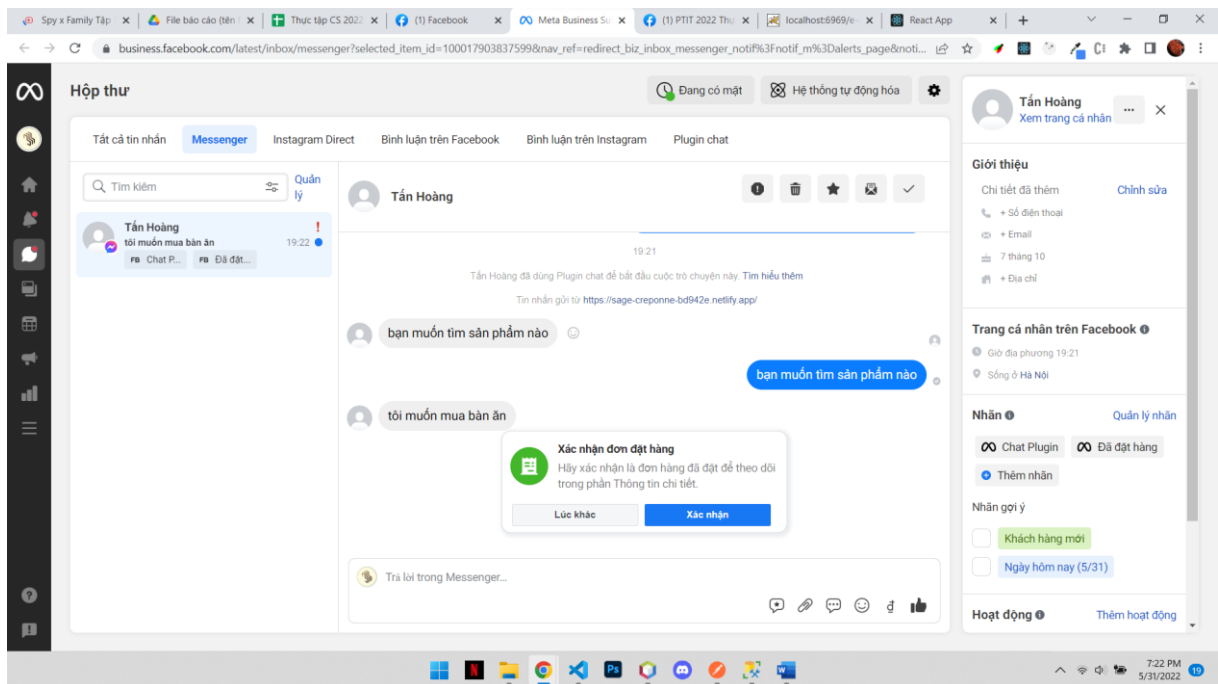 Spy x Family Tập
File báo cáo (tên
Thực tập CS 2022
(1) Facebook
Meta Business Su
(1) PTIT 2022 Thư
localhost:6969/e-
React App
business.facebook.com/latest/inbox/messenger?selected_item_id=100017903837599&nav_ref=redirect_biz_inbox_messenger_notif%3Fnotif_m%3Dalerts_page&noti...
Hộp thư
Đang có mặt
Hệ thống tự động hóa
Tất cả tin nhắn
Messenger
Instagram Direct
Bình luận trên Facebook
Bình luận trên Instagram
Plugin chat
Tìm kiếm
Quản
lý
Tấn Hoàng
!
tôi muốn mua bàn ăn
19:22
FB Chat P...
FB Đã đặt...
Tấn Hoàng
19:21
Tấn Hoàng đã dùng Plugin chat để bắt đầu cuộc trò chuyện này. Tìm hiểu thêm
Tin nhắn gửi từ https://sage-creponne-bd942e.netlify.app/
bạn muốn tìm sản phẩm nào
bạn muốn tìm sản phẩm nào
tôi muốn mua bàn ăn
Xác nhận đơn đặt hàng
Hãy xác nhận là đơn hàng đã đặt để theo dõi
trong phần Thông tin chi tiết.
Lúc khác
Xác nhận
Trả lời trong Messenger...
Tấn Hoàng
Xem trang cá nhân
Giới thiệu
Chi tiết đã thêm
Chỉnh sửa
+ Số điện thoại
+ Email
7 tháng 10
+ Địa chỉ
Trang cá nhân trên Facebook
Giờ địa phương 19:21
Sống ở Hà Nội
Nhãn
Quản lý nhãn
Chat Plugin
Đã đặt hàng
Thêm nhãn
Nhãn gợi ý
Khách hàng mới
Ngày hôm nay (5/31)
Hoạt động
Thêm hoạt động
7:22 PM
5/31/2022
19